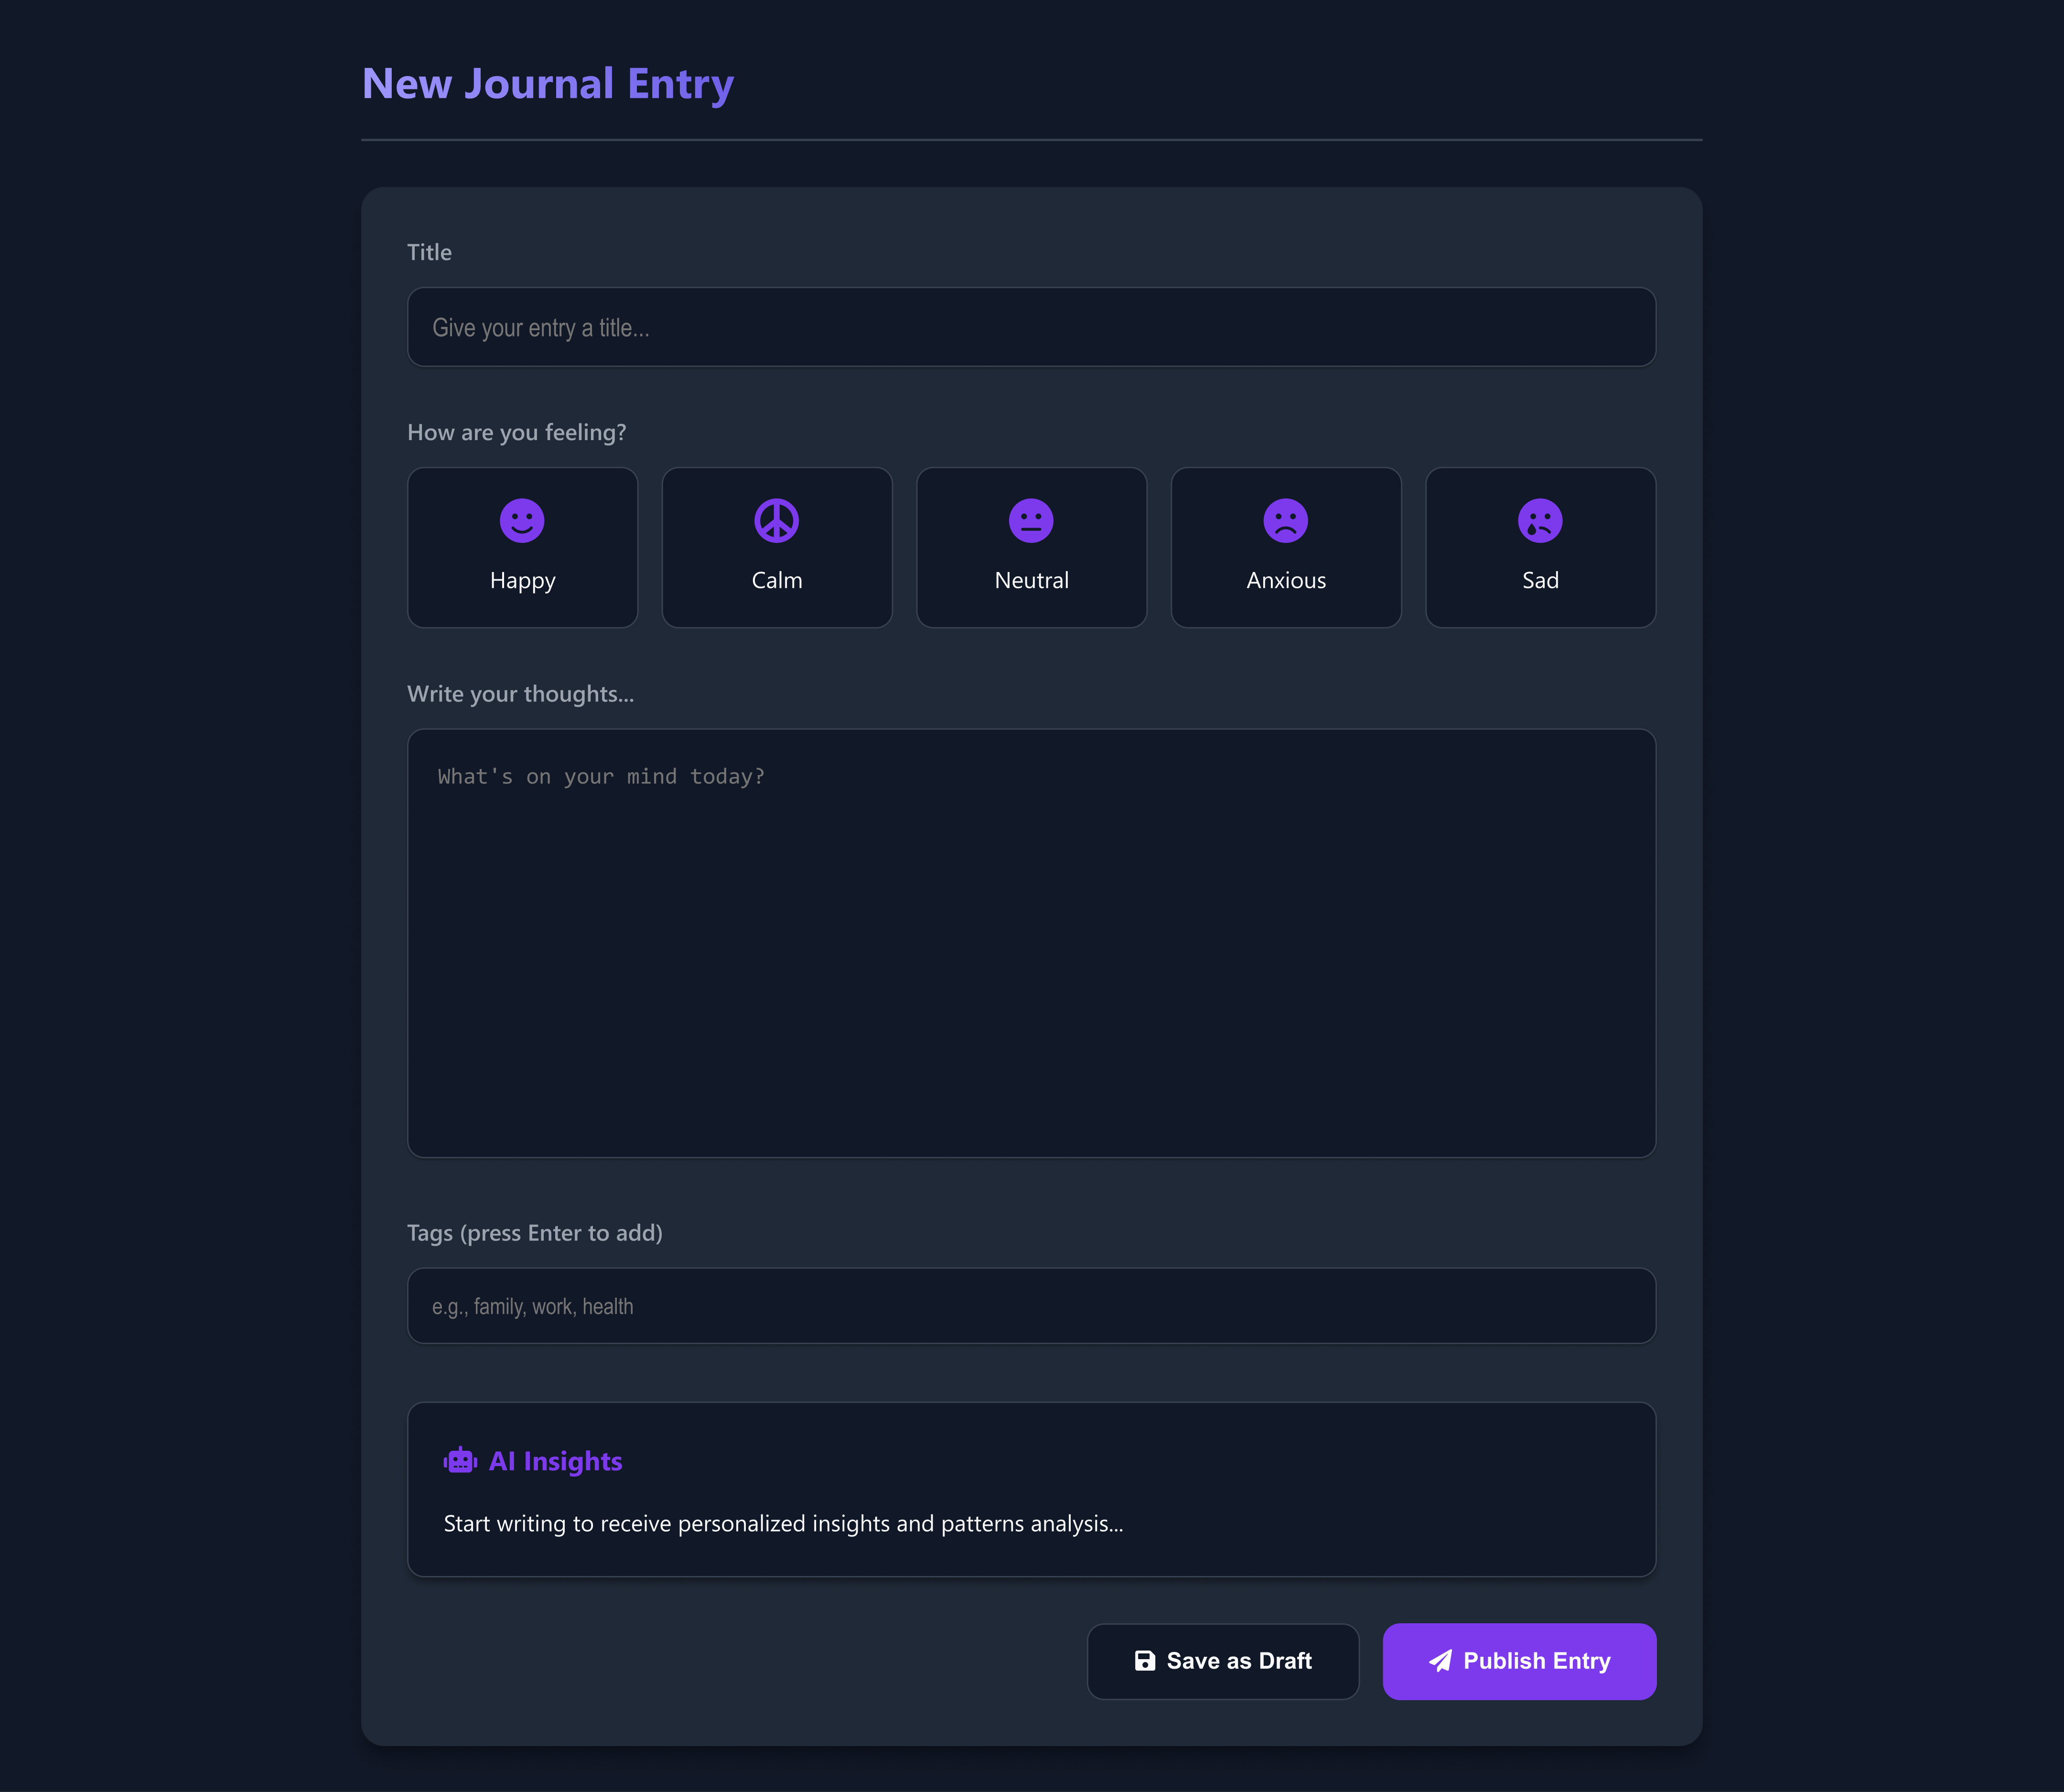 New Journal Entry
Title
Give your entry a title...
How are you feeling?
Happy Calm Neutral Anxious Sad
Write your thoughts...
What's on your mind today?
Tags (press Enter to add)
e.g., family, work, health
AI Insights
Start writing to receive personalized insights and patterns analysis...
Save as Draft Publish Entry